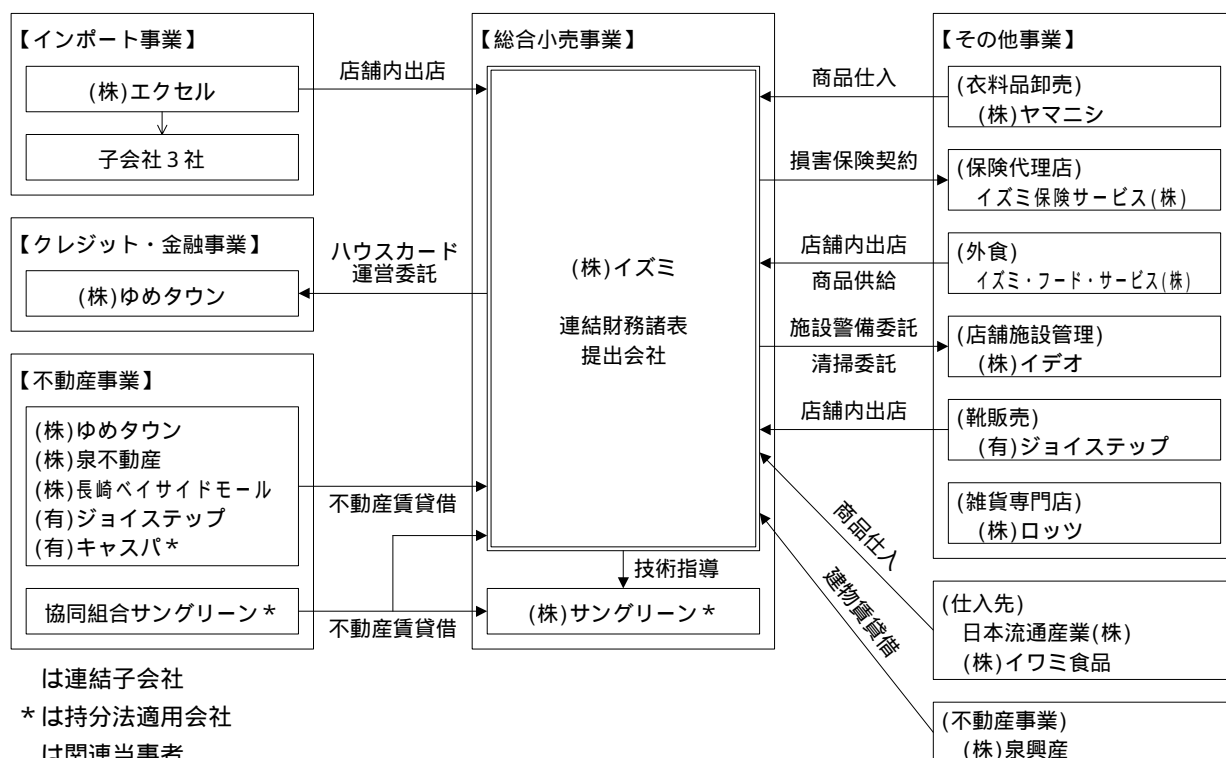 【インポート事業】
(株)エクセル
子会社3社
店舗内出店
【クレジット・金融事業】
(株)ゆめタウン
ハウスカード
運営委託
【不動産事業】
(株)ゆめタウン
(株)泉不動産
(株)長崎ベイサイドモール
(有)ジョイステップ
(有)キャスパ*
不動産賃貸借
協同組合サングリーン*
不動産賃貸借
【総合小売事業】
(株)イズミ
連結財務諸表
提出会社
技術指導
(株)サングリーン*
【その他事業】
商品仕入
(衣料品卸売)
(株)ヤマニシ
損害保険契約
(保険代理店)
イズミ保険サービス(株)
店舗内出店
商品供給
(外食)
イズミ・フード・サービス(株)
施設警備委託
清掃委託
(店舗施設管理)
(株)イデオ
店舗内出店
(靴販売)
(有)ジョイステップ
(雑貨専門店)
(株)ロッツ
商品仕入
(仕入先)
日本流通産業(株)
(株)イワミ食品
建物賃貸借
(不動産事業)
(株)泉興産
は連結子会社
*は持分法適用会社
は関連当事者